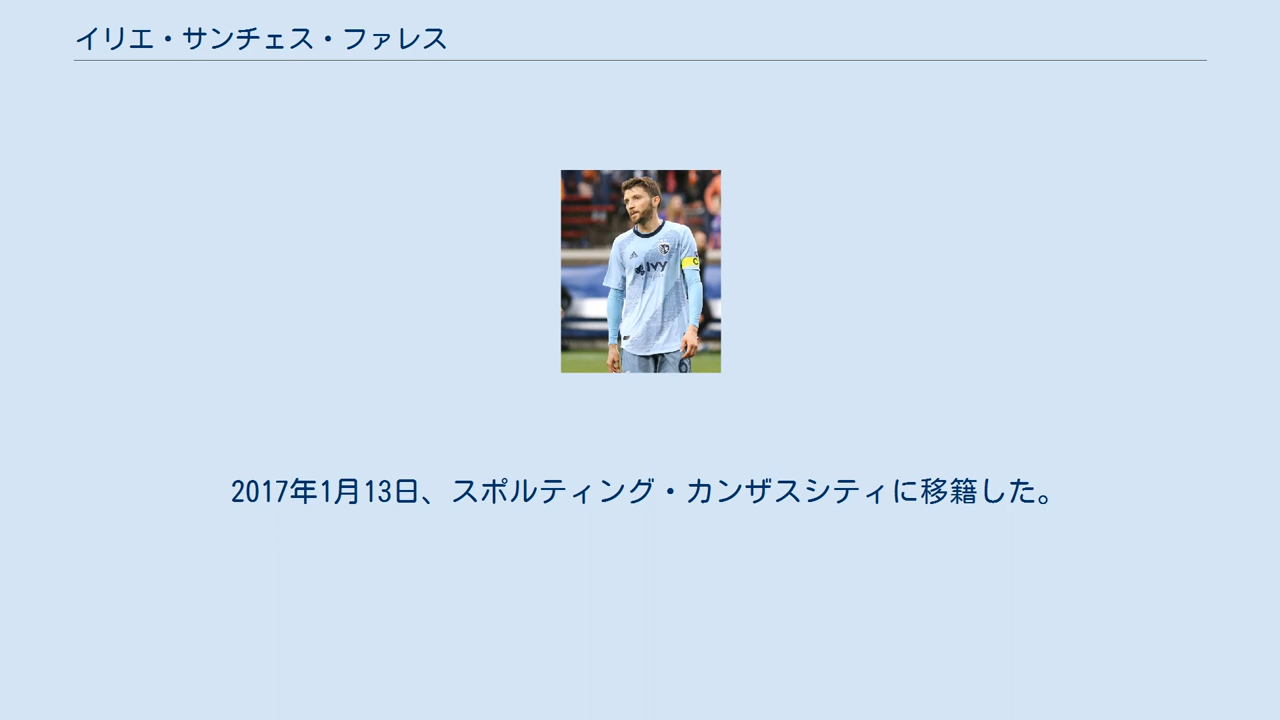 イリエ・サンチェス・ファレス
IVY
C
6
2017年1月13日、スポルティング・カンザスシティに移籍した。